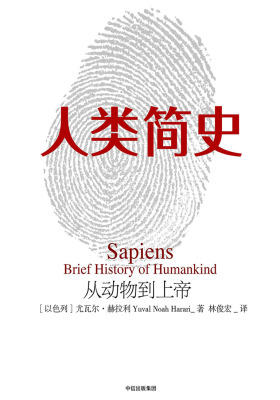 人类简史
Sapiens
Brief History of Humankind
从动物到上帝
[以色列] 尤瓦尔·赫拉利 Yuval Noah Harari_ 著 林俊宏 _ 译
中信出版集团